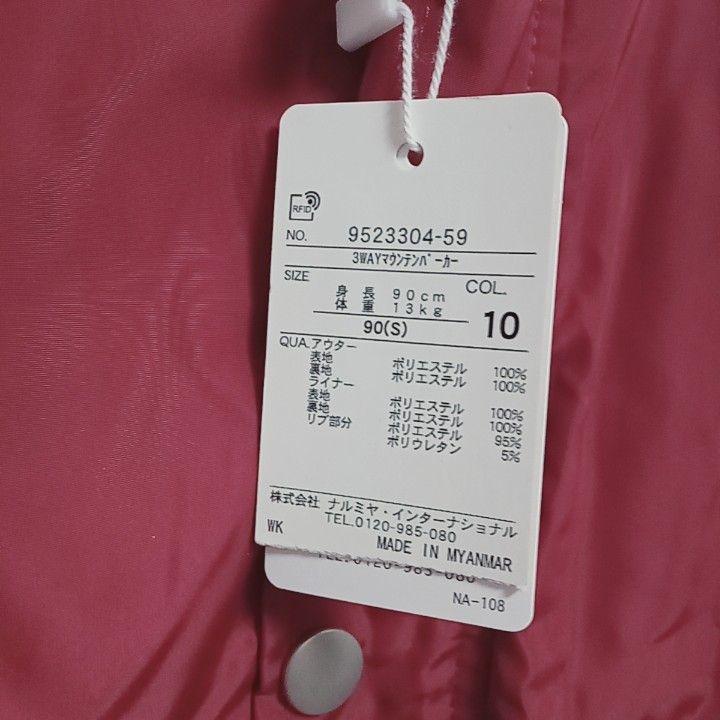 RFID
NO. 9523304-59
3WAYマウンテンパーカー
SIZE COL.
身長 90cm
体重 13kg
90(S) 10
QUA.アウター
表地 ポリエステル 100%
裏地 ポリエステル 100%
ライナー
表地 ポリエステル 100%
裏地 ポリエステル 100%
リブ部分 ポリエステル 95%
ポリウレタン 5%
株式会社 ナルミヤ・インターナショナル
TEL.0120-985-080
WK MADE IN MYANMAR
TEL.0120-985-080
NA-108